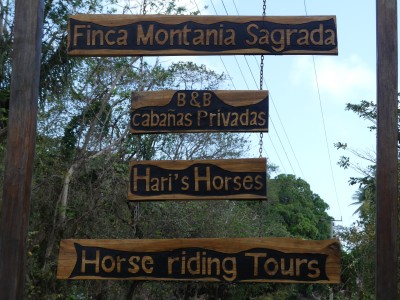 Finca Montania Sagrada
B&B
Cabañas Privadas
Hari's Horses
Horse riding Tours